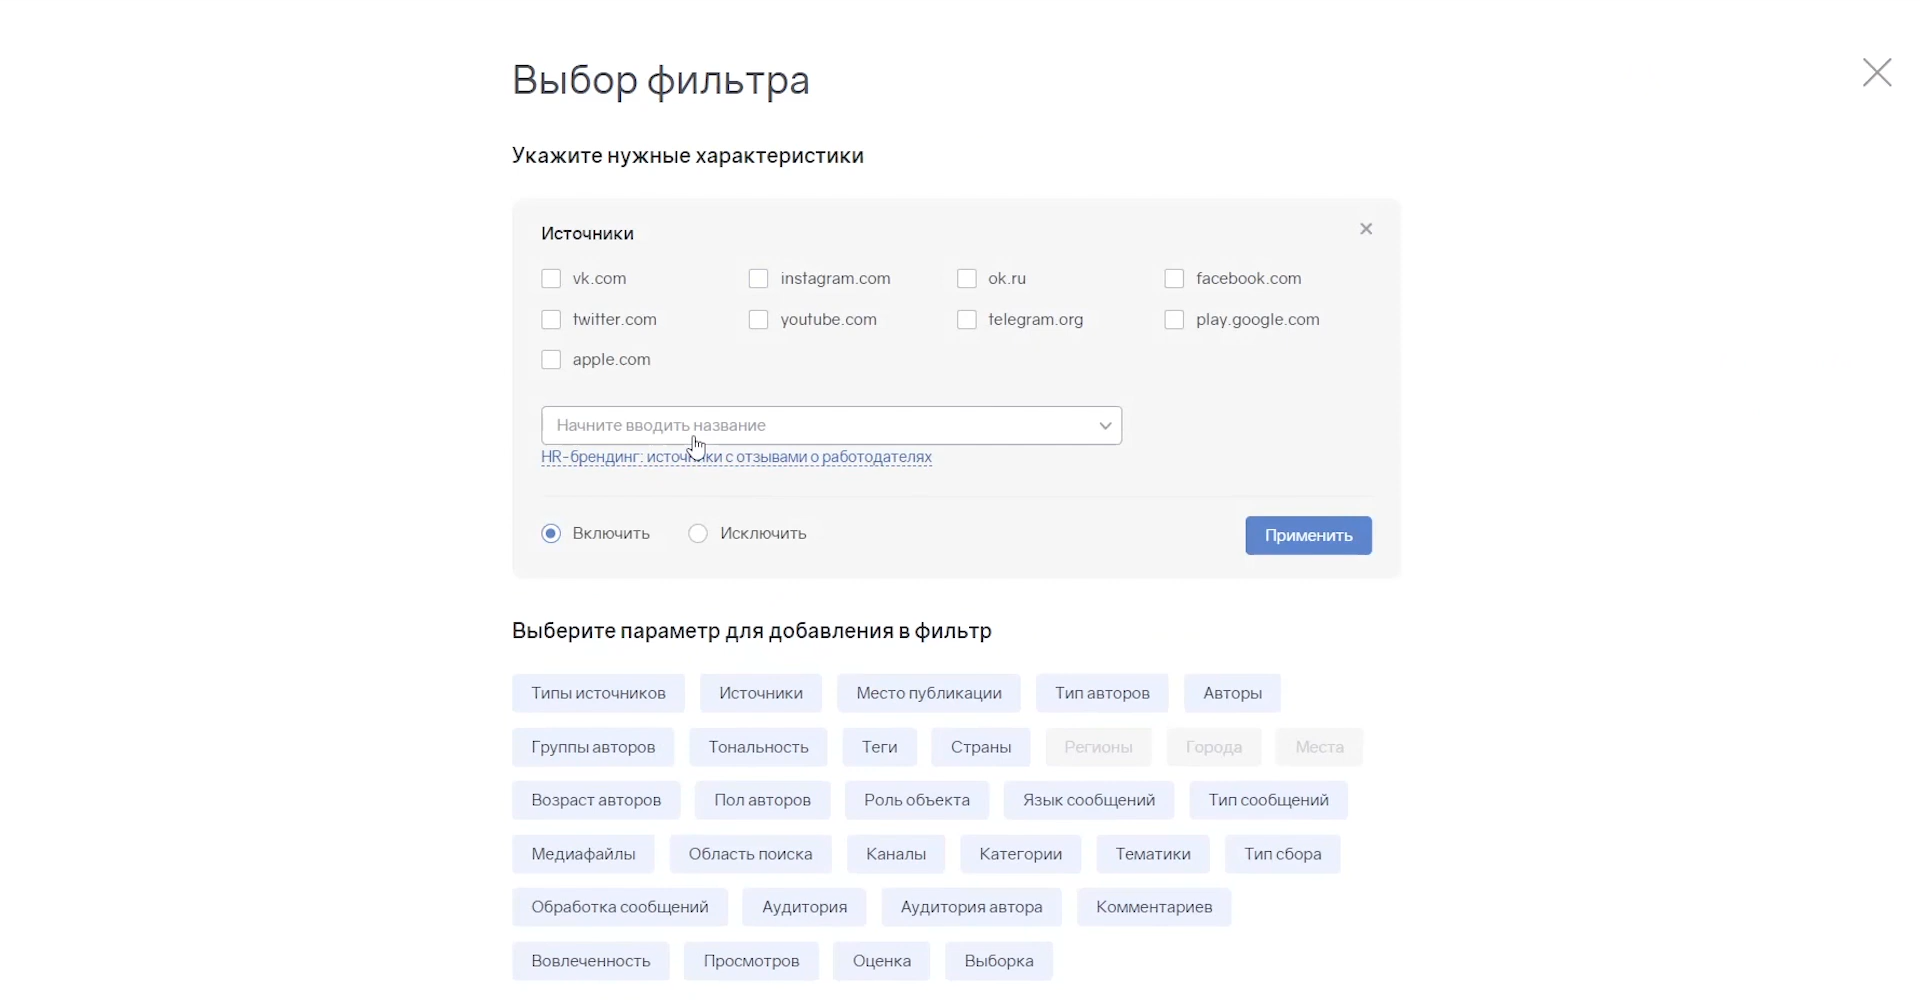 Выбор фильтра
Укажите нужные характеристики
Источники
vk.com instagram.com ok.ru facebook.com
twitter.com youtube.com telegram.org play.google.com
apple.com
Начните вводить название
HR-брендинг: источники с отзывами о работодателях
Включить Исключить Применить
Выберите параметр для добавления в фильтр
Типы источников Источники Место публикации Тип авторов Авторы
Группы авторов Тональность Теги Страны Регионы Города Места
Возраст авторов Пол авторов Роль объекта Язык сообщений Тип сообщений
Медиафайлы Область поиска Каналы Категории Тематики Тип сбора
Обработка сообщений Аудитория Аудитория автора Комментариев
Вовлеченность Просмотров Оценка Выборка